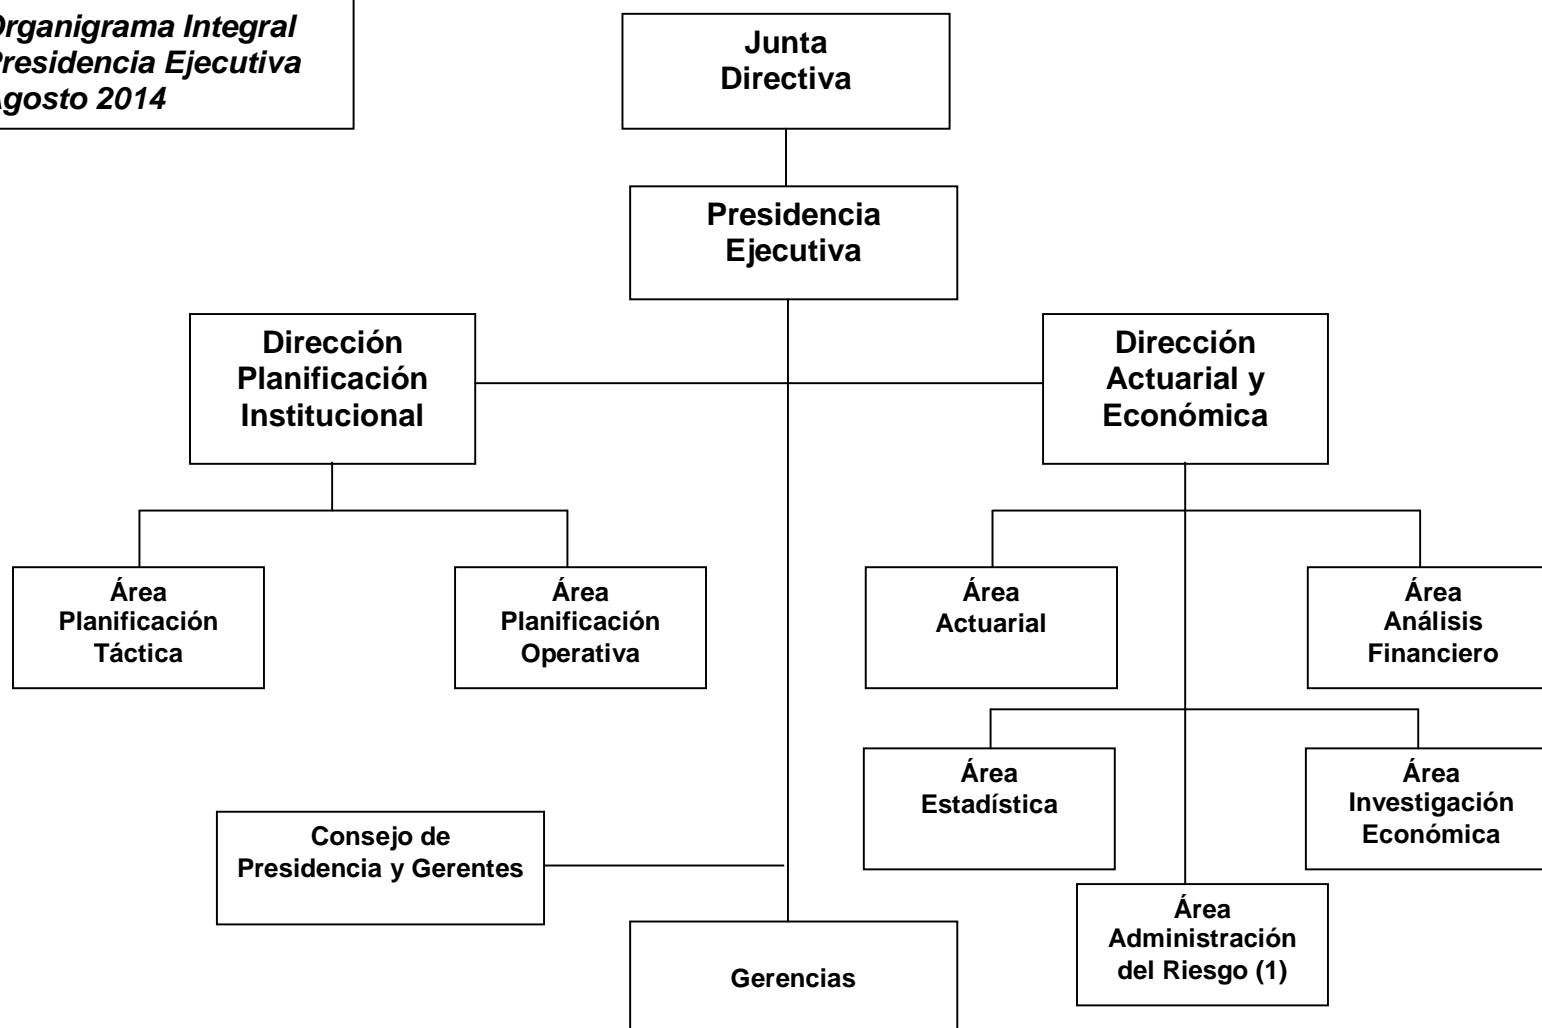 Organigrama Integral
Presidencia Ejecutiva
Agosto 2014
Junta
Directiva
Presidencia
Ejecutiva
Dirección
Planificación
Institucional
Dirección
Actuarial y
Económica
Área
Planificación
Táctica
Área
Planificación
Operativa
Área
Actuarial
Área
Análisis
Financiero
Área
Estadística
Área
Investigación
Económica
Consejo de
Presidencia y Gerentes
Área
Administración
del Riesgo (1)
Gerencias